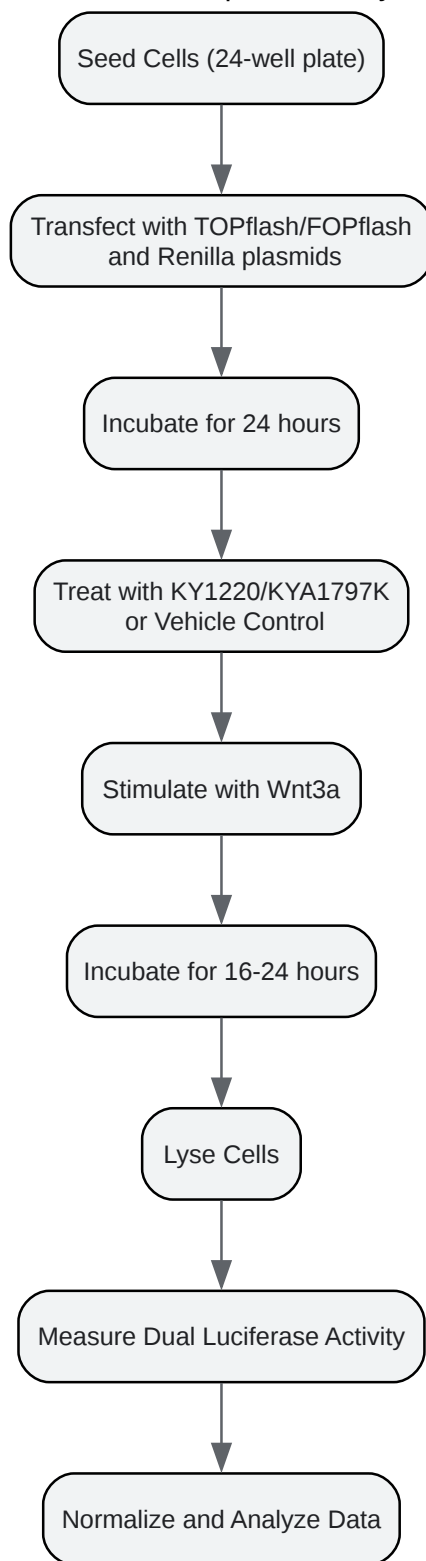 Seed Cells (24-well plate)
Transfect with TOPflash/FOPflash
and Renilla plasmids
Incubate for 24 hours
Treat with KY1220/KYA1797K
or Vehicle Control
Stimulate with Wnt3a
Incubate for 16-24 hours
Lyse Cells
Measure Dual Luciferase Activity
Normalize and Analyze Data